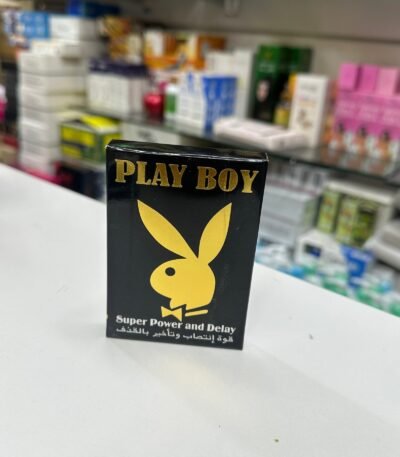 PLAY BOY
Super Power and Delay
قوة إنتصاب وتأخير بالقذف